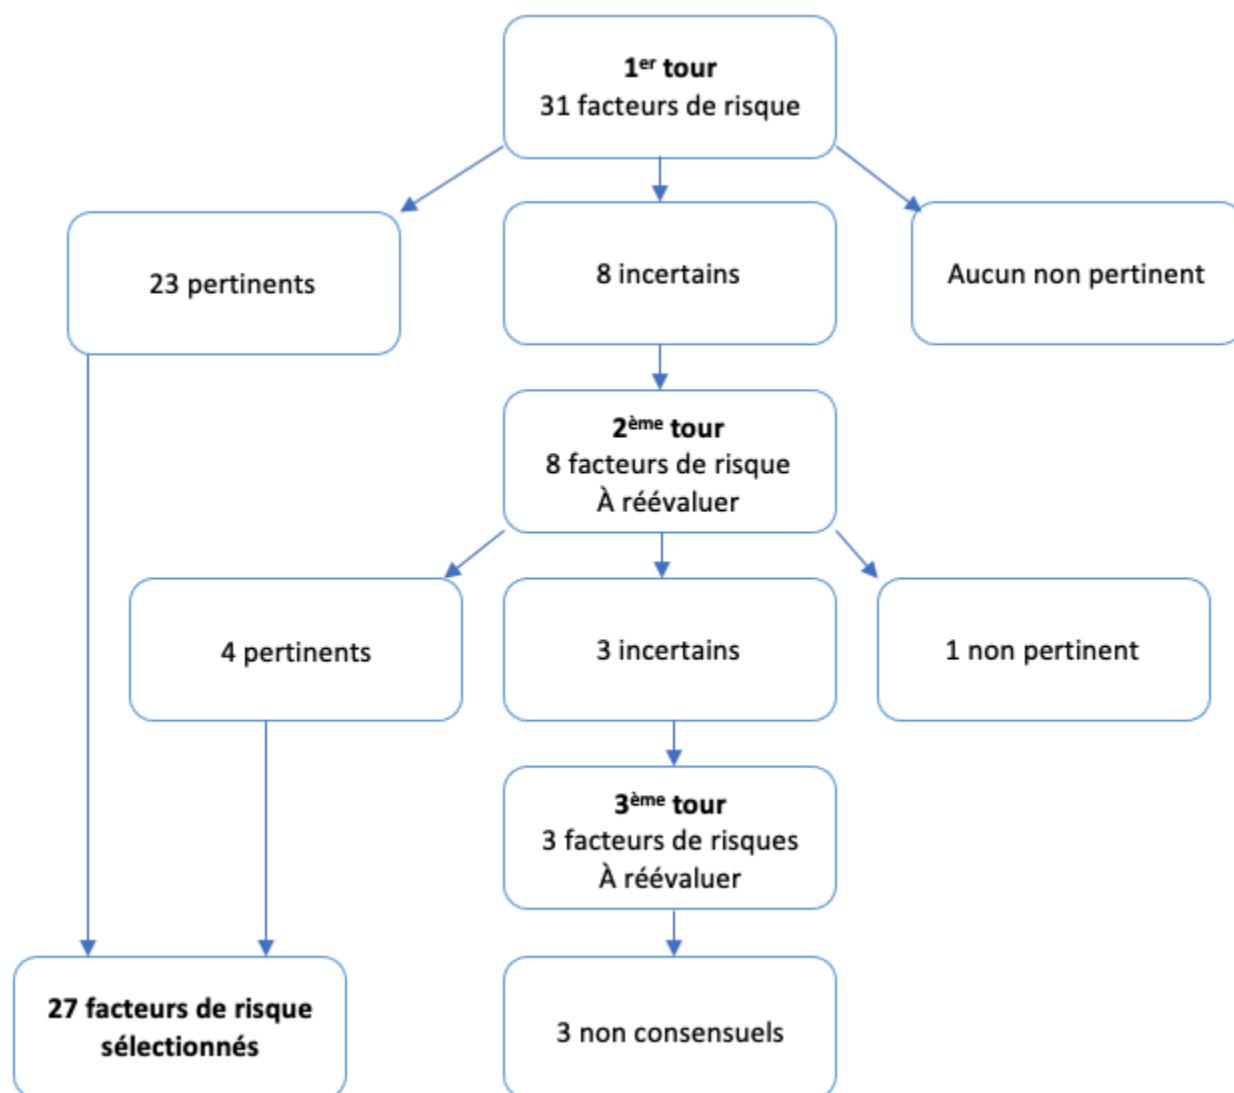 1er tour
31 facteurs de risque
23 pertinents
8 incertains
Aucun non pertinent
2ème tour
8 facteurs de risque
À réévaluer
4 pertinents
3 incertains
1 non pertinent
3ème tour
3 facteurs de risques
À réévaluer
27 facteurs de risque
sélectionnés
3 non consensuels